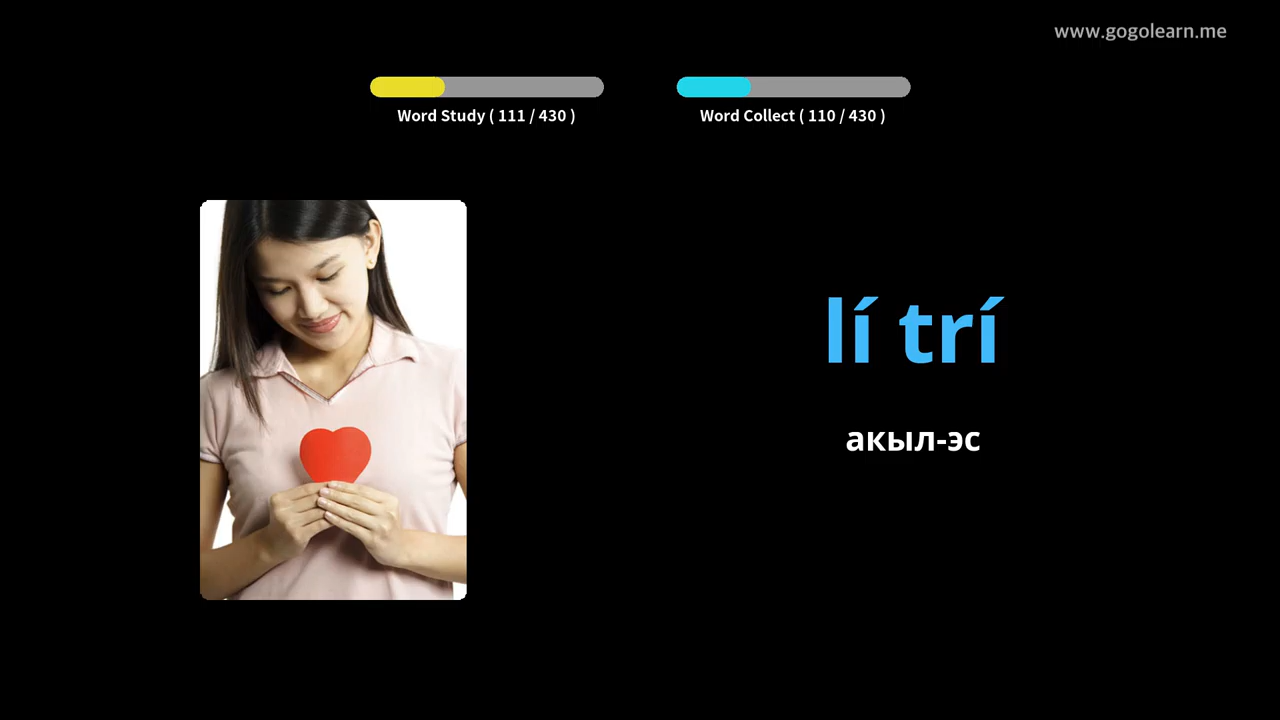 www.gogolearn.me
Word Study ( 111 / 430 )
Word Collect ( 110 / 430 )
lí trí
акыл-эс